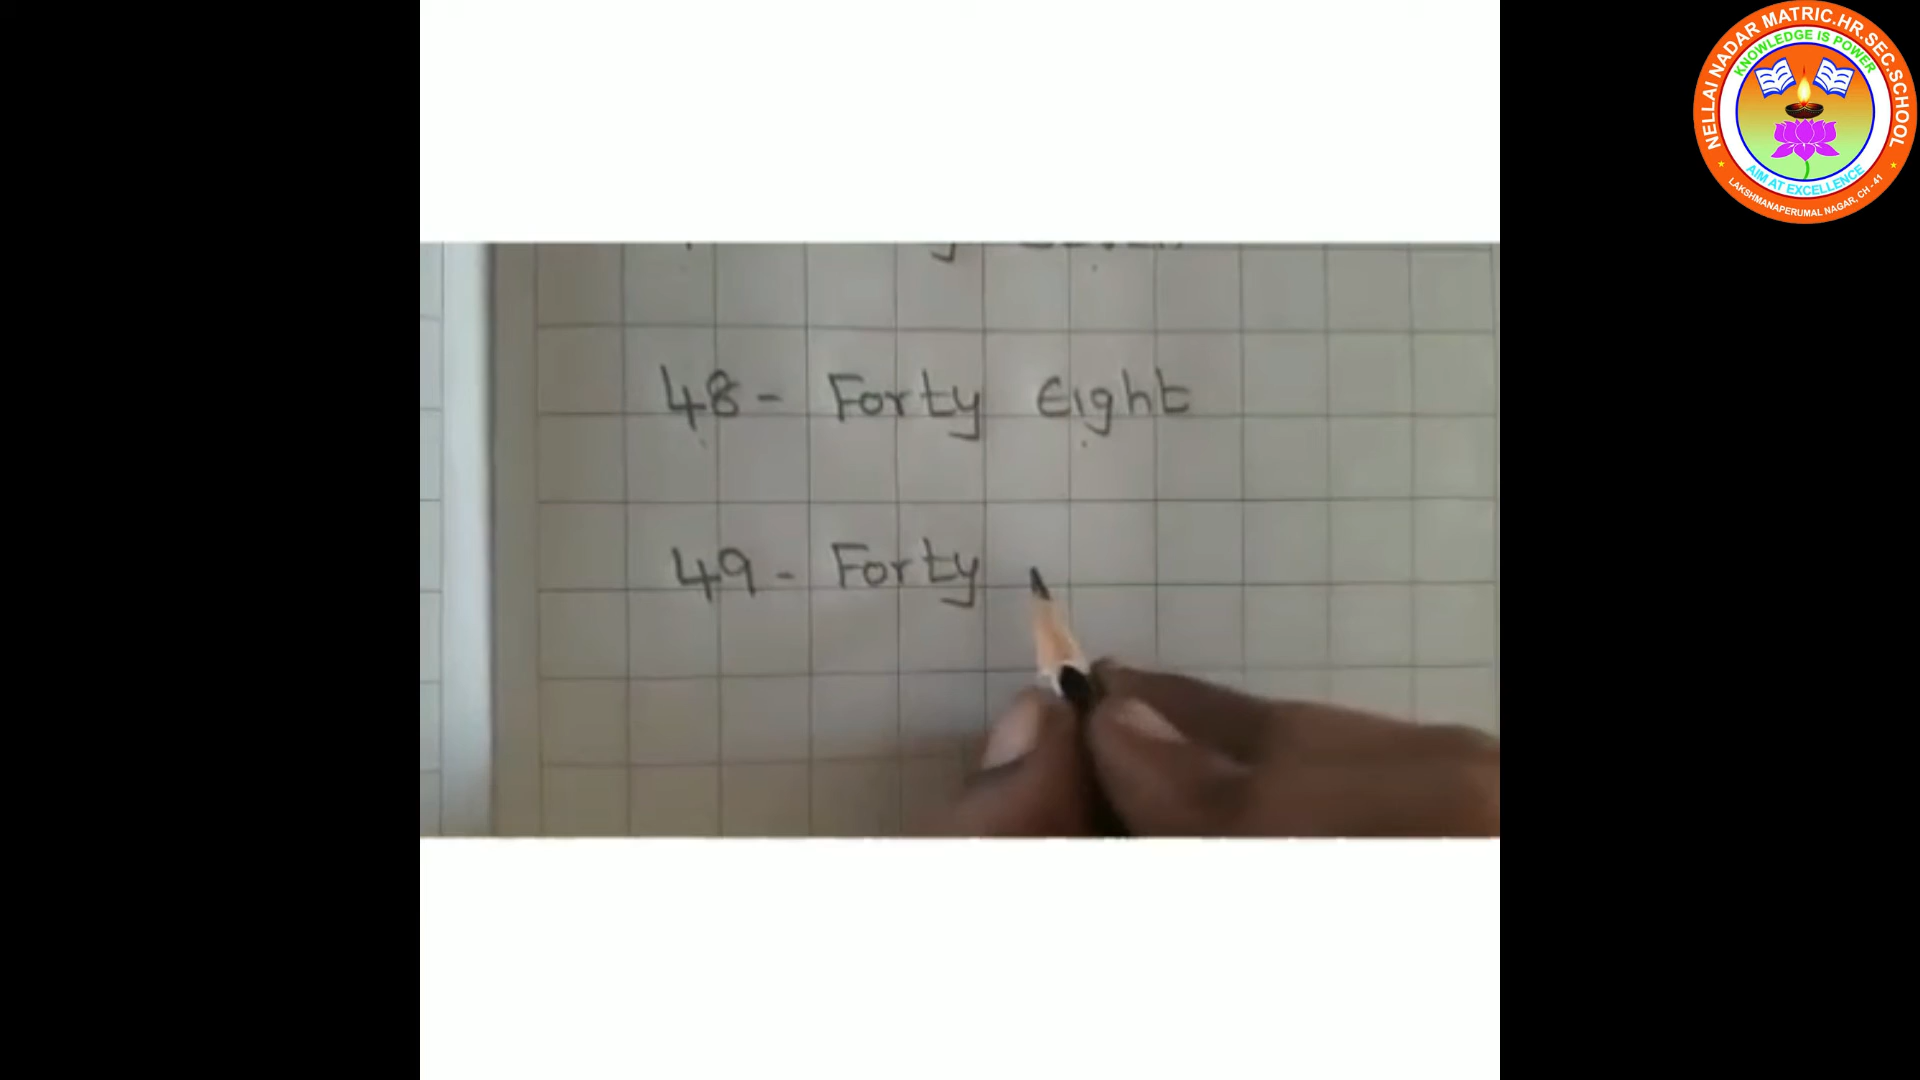 NELLAI NADAR MATRIC.HR.SEC.SCHOOL
KNOWLEDGE IS POWER
AIM AT EXCELLENCE
LAKSHMANAPERUMAL NAGAR, CH - 41
48 - Forty Eight
49 - Forty